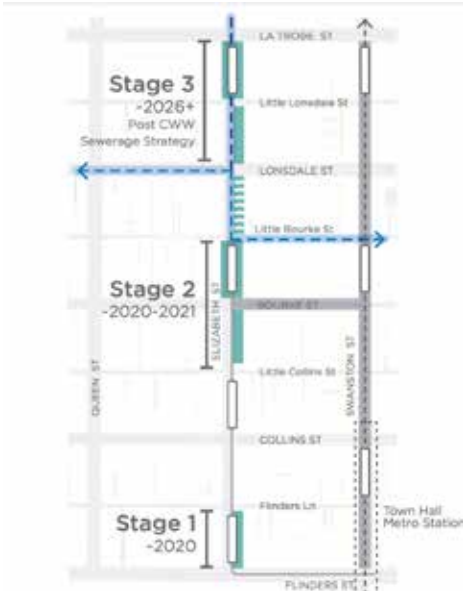 LA TROBE ST
Stage 3
~2026+
Post CWW
Sewerage Strategy
Little Lonsdale St
LONSDALE ST
Little Bourke St
Stage 2
~2020-2021
ELIZABETH ST
BOURKE ST
QUEEN ST
SWANSTON ST
Little Collins St
COLLINS ST
Flinders Ln
Town Hall
Metro Station
Stage 1
~2020
FLINDERS ST